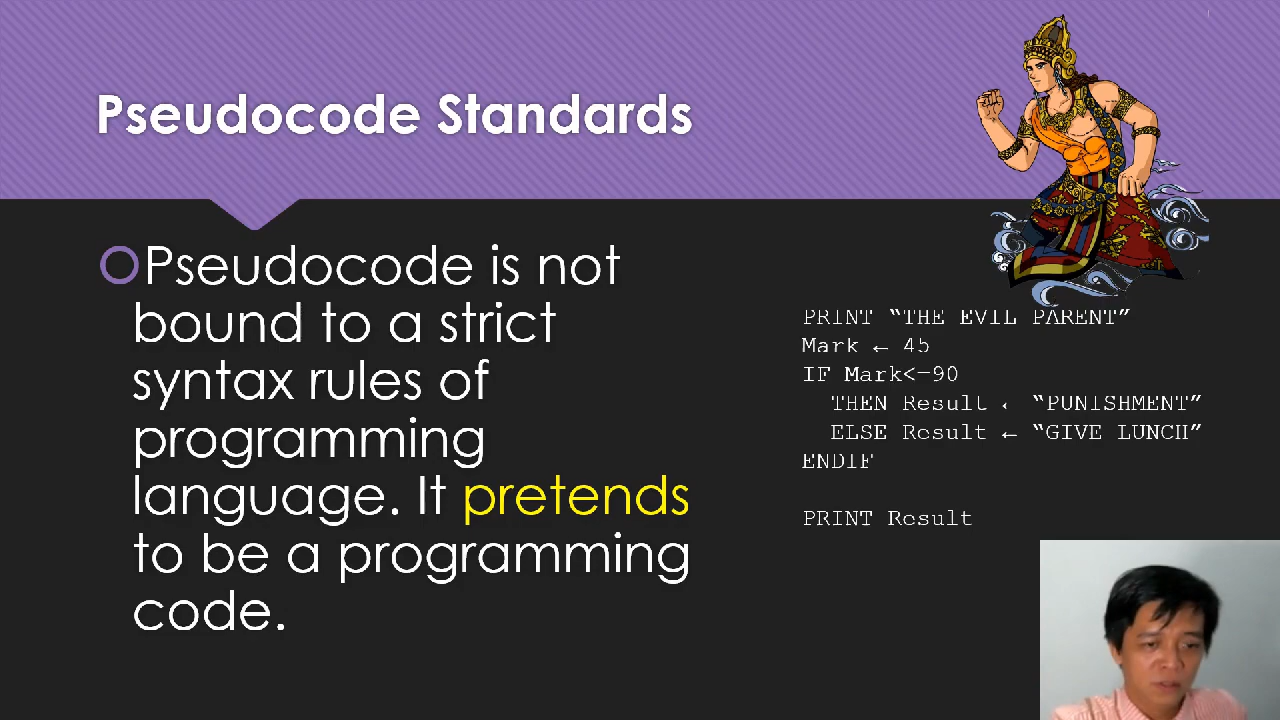 Pseudocode Standards
Pseudocode is not
bound to a strict
syntax rules of
programming
language. It pretends
to be a programming
code.
PRINT “THE EVIL PARENT”
Mark ← 45
IF Mark<=90
THEN Result ← “PUNISHMENT”
ELSE Result ← “GIVE LUNCH”
ENDIF
PRINT Result